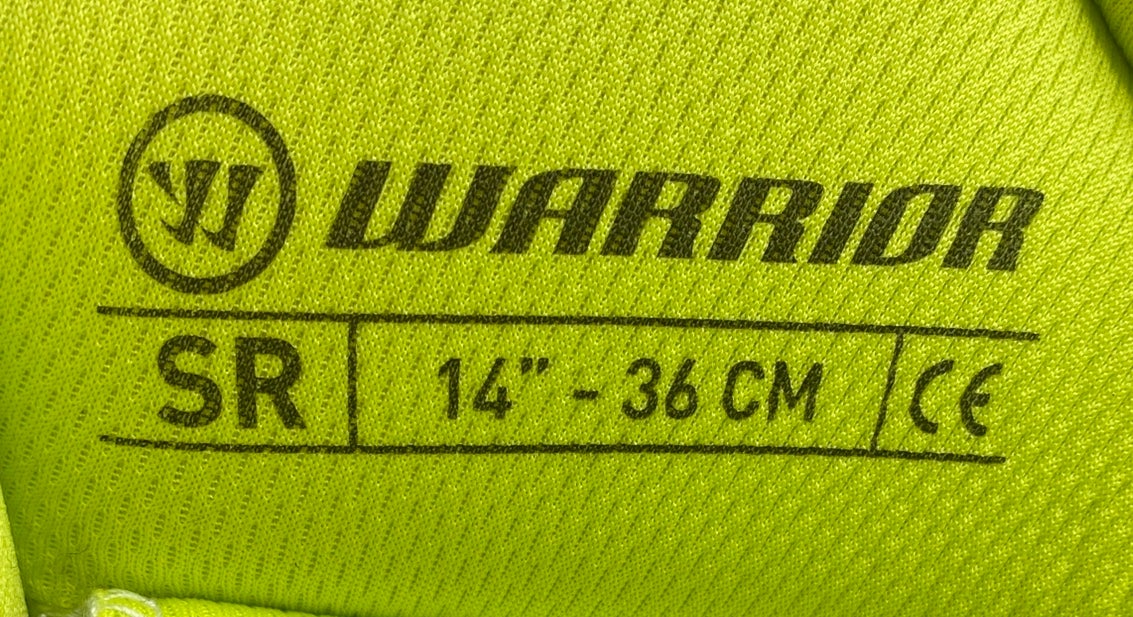 WARRIOR
SR 14" - 36 CM CE